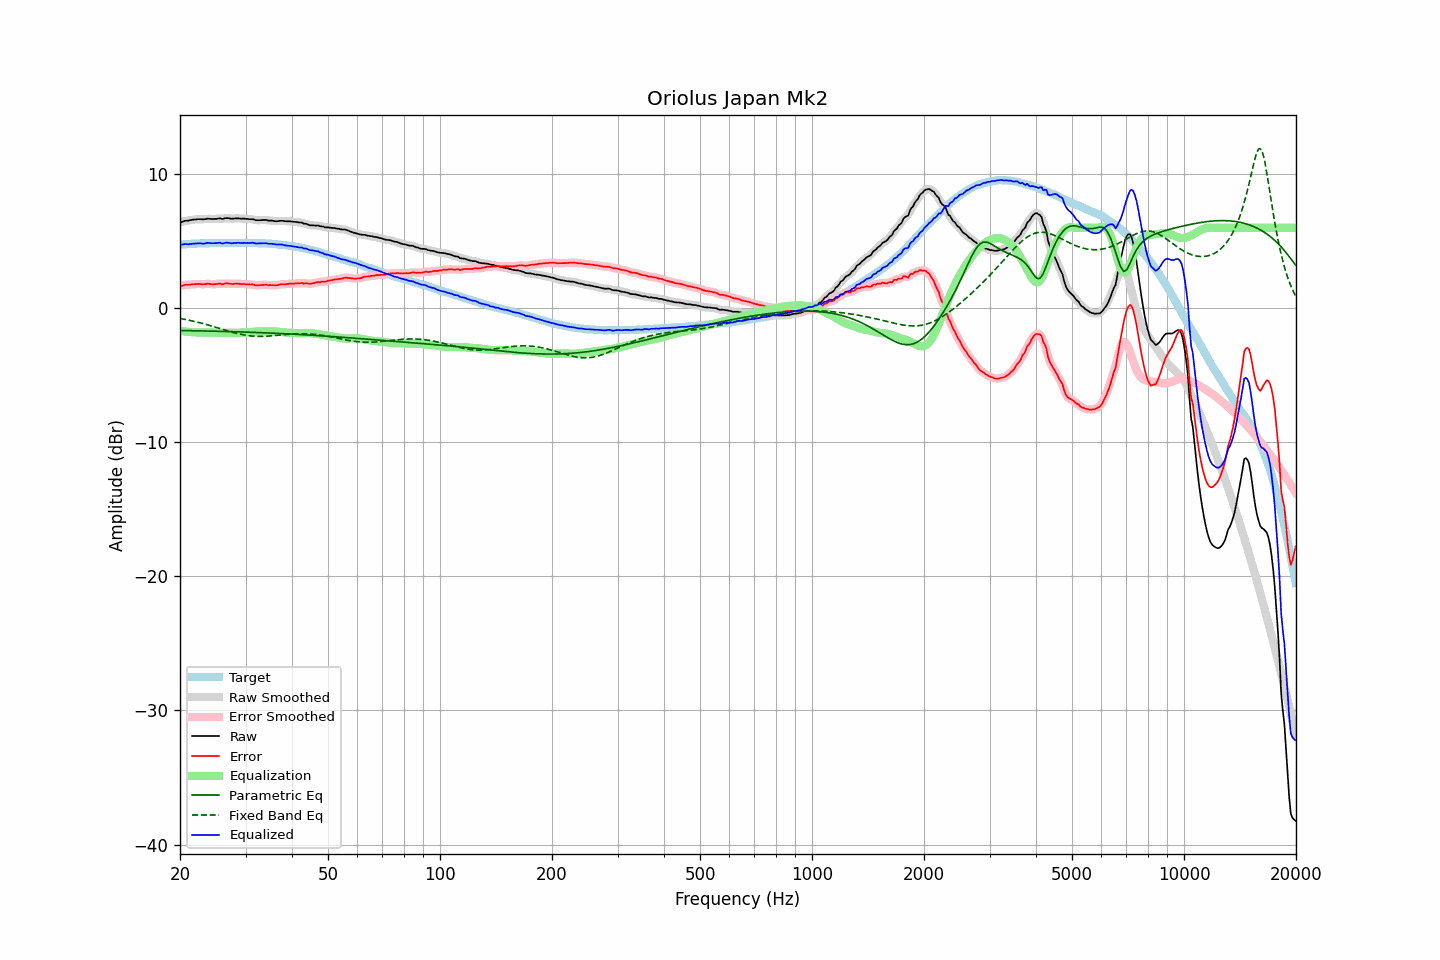 Oriolus Japan Mk2
Amplitude (dBr)
10
0
−10
−20
−30
−40
Target
Raw Smoothed
Error Smoothed
Raw
Error
Equalization
Parametric Eq
Fixed Band Eq
Equalized
20
50
100
200
500
1000
2000
5000
10000
20000
Frequency (Hz)